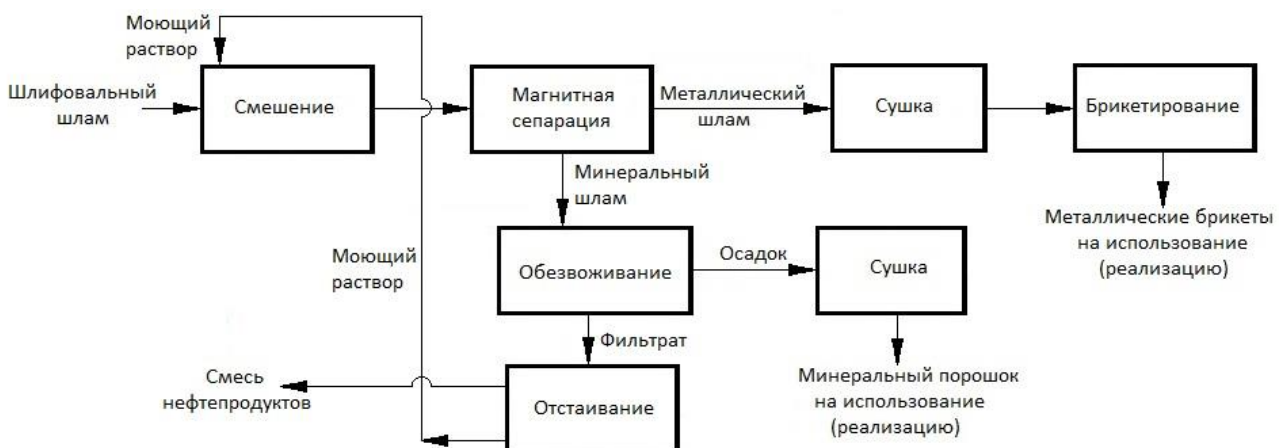 Моющий
раствор
Шлифовальный
шлам
Смешение
Магнитная
сепарация
Металлический
шлам
Сушка
Брикетирование
Минеральный
шлам
Металлические брикеты
на использование
(реализацию)
Моющий
раствор
Обезвоживание
Осадок
Сушка
Фильтрат
Смесь
нефтепродуктов
Отстаивание
Минеральный порошок
на использование
(реализацию)